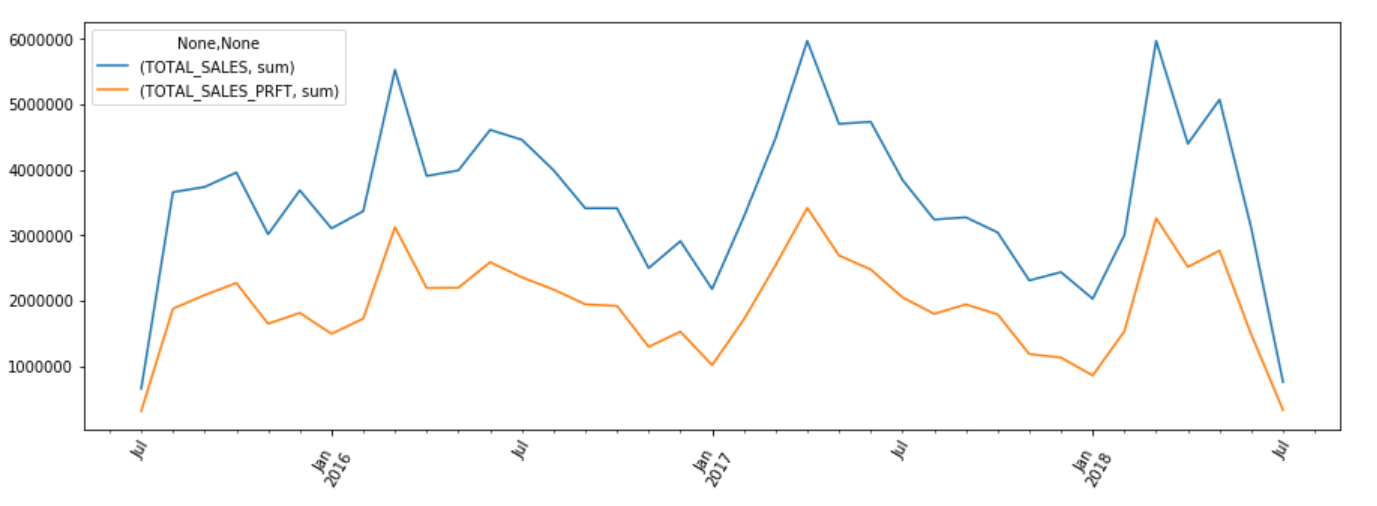 None,None
(TOTAL_SALES, sum)
(TOTAL_SALES_PRFT, sum)
6000000
5000000
4000000
3000000
2000000
1000000
Jul
Jan
2016
Jul
Jan
2017
Jul
Jan
2018
Jul